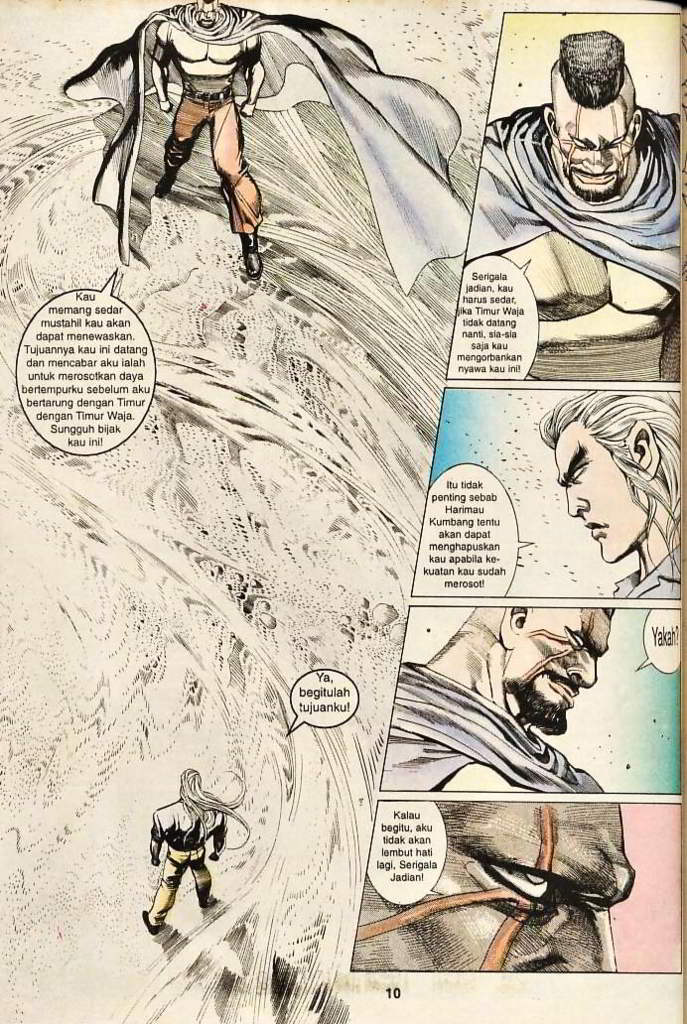 Kau
memang sedar
mustahil kau akan
dapat menewaskan.
Tujuannya kau ini datang
dan mencabar aku ialah
untuk merosotkan daya
bertempurku sebelum aku
bertarung dengan Timur
dengan Timur Waja.
Sungguh bijak
kau ini!
Ya,
begitulah
tujuanku!
Serigala
jadian, kau
harus sedar,
jika Timur Waja
tidak datang
nanti, sia-sia
saja kau
mengorbankan
nyawa kau ini!
Itu tidak
penting sebab
Harimau
Kumbang tentu
akan dapat
menghapuskan
kau apabila ke-
kuatan kau sudah
merosot!
Yakah?
Kalau
begitu, aku
tidak akan
lembut hati
lagi, Serigala
Jadian!
10